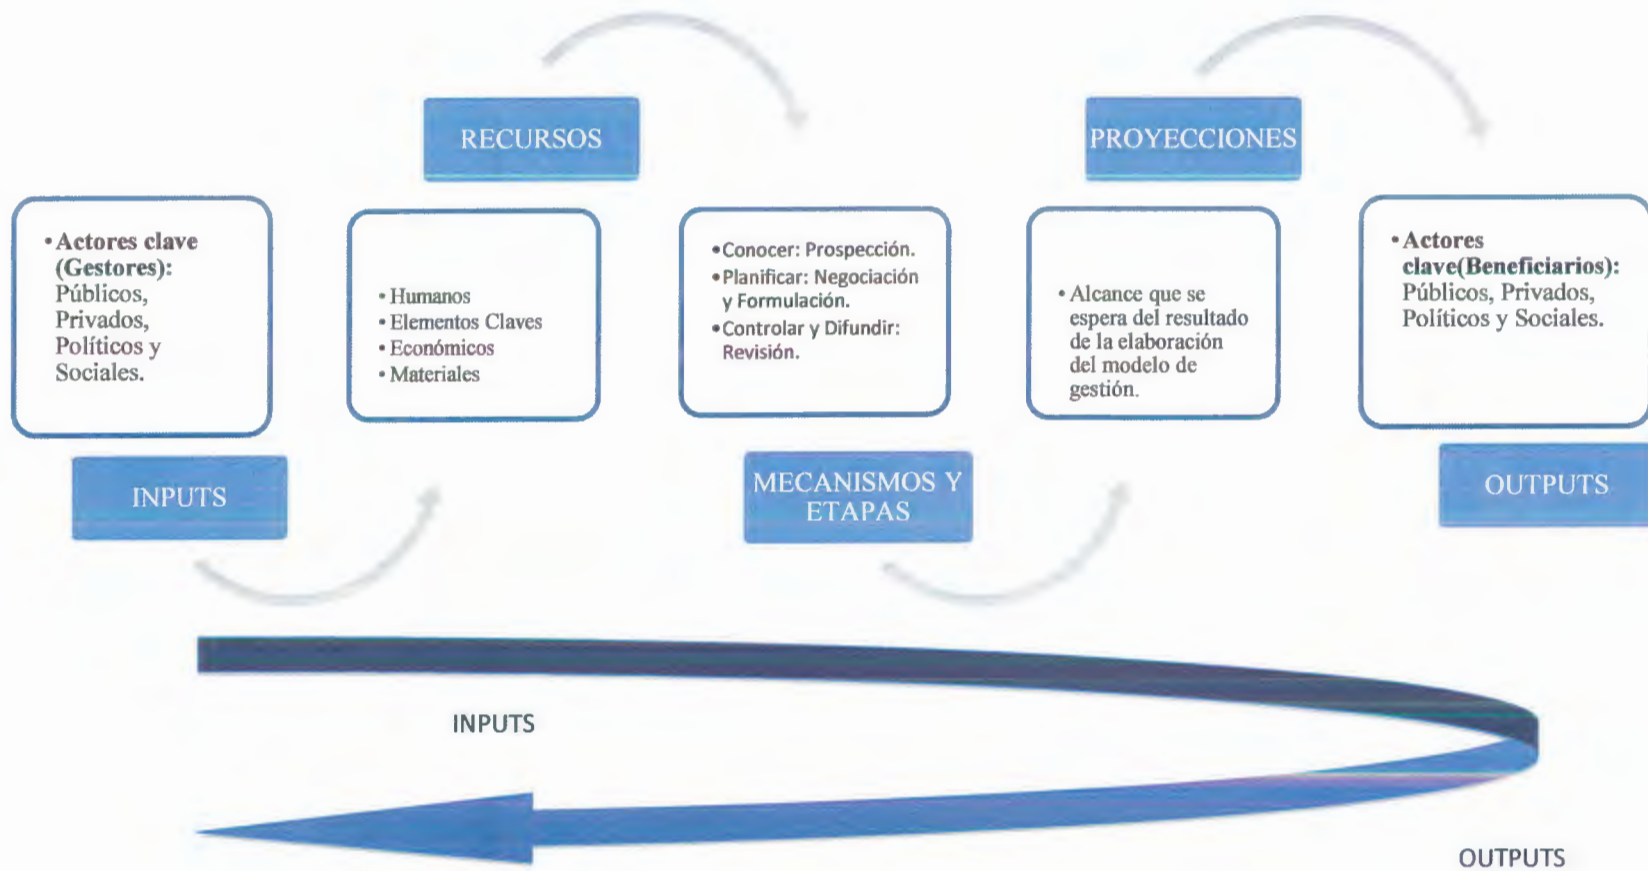 RECURSOS
PROYECCIONES
•Actores clave
(Gestores):
Públicos,
Privados,
Políticos y
Sociales.
• Humanos
• Elementos Claves
• Económicos
• Materiales
•Conocer: Prospección.
•Planificar: Negociación
y Formulación.
•Controlar y Difundir:
Revisión.
• Alcance que se
espera del resultado
de la elaboración
del modelo de
gestión.
• Actores
clave(Beneficiarios):
Públicos, Privados,
Políticos y Sociales.
INPUTS
MECANISMOS Y
ETAPAS
OUTPUTS
INPUTS
OUTPUTS